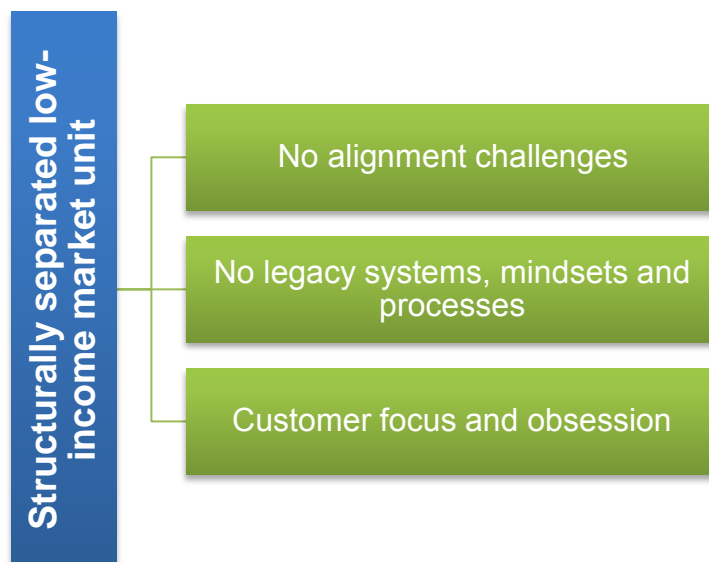 Structurally separated low-
income market unit
No alignment challenges
No legacy systems, mindsets and
processes
Customer focus and obsession